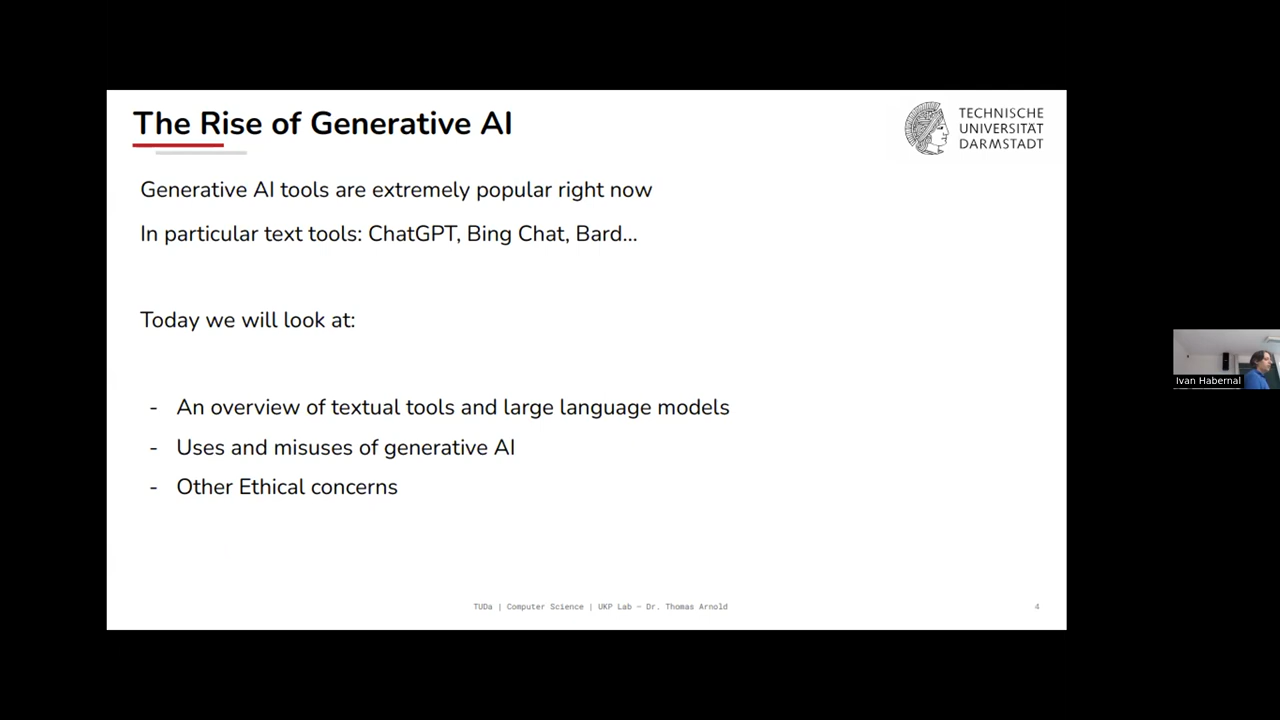 The Rise of Generative AI
TECHNISCHE
UNIVERSITÄT
DARMSTADT
Generative AI tools are extremely popular right now
In particular text tools: ChatGPT, Bing Chat, Bard...
Today we will look at:
- An overview of textual tools and large language models
- Uses and misuses of generative AI
- Other Ethical concerns
TUDa | Computer Science | UKP Lab – Dr. Thomas Arnold
4
Ivan Habernal